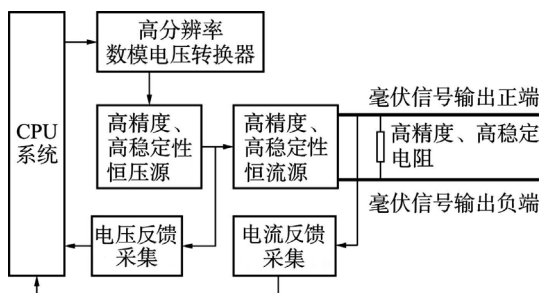 高分辨率
数模电压转换器
CPU
系统
高精度、
高稳定性
恒压源
高精度、
高稳定性
恒流源
毫伏信号输出正端
高精度、高稳定
电阻
毫伏信号输出负端
电压反馈
采集
电流反馈
采集